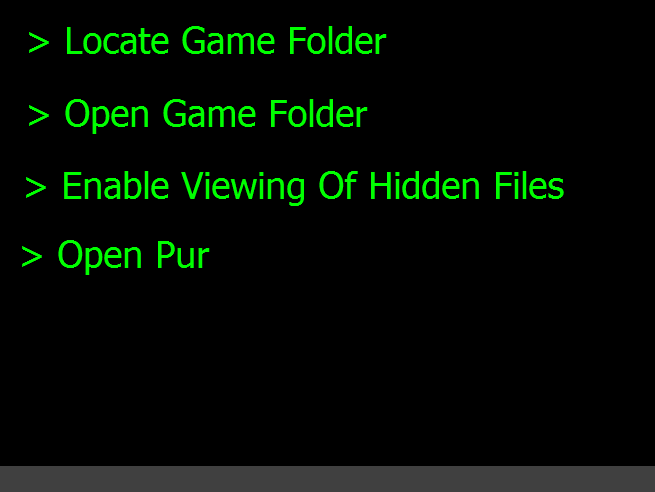 > Locate Game Folder
> Open Game Folder
> Enable Viewing Of Hidden Files
> Open Pur